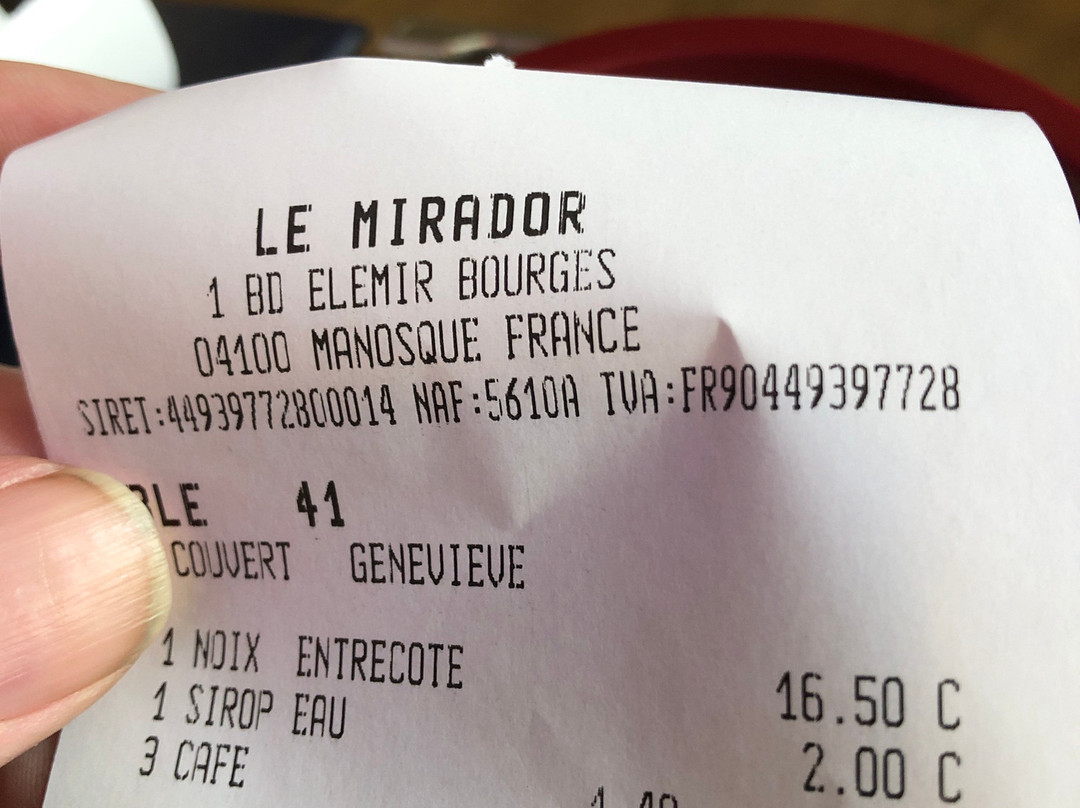 LE MIRADOR
1 BD ELEMIR BOURGES
04100 MANOSQUE FRANCE
SIRET:44939772800014 NAF:5610A TVA:FR90449397728
BLE 41
COUVERT GENEVIEVE
1 NOIX ENTRECOTE 16.50 C
1 SIROP EAU 2.00 C
3 CAFE